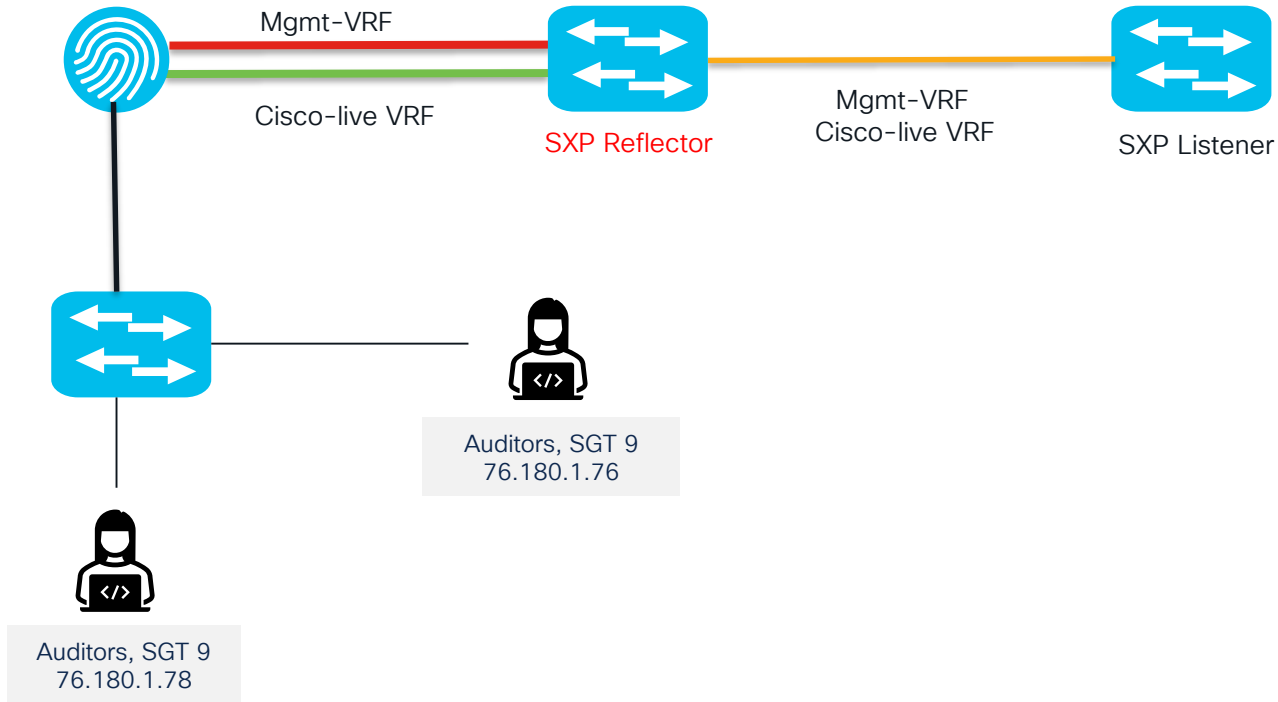 Mgmt-VRF
Cisco-live VRF
SXP Reflector
Mgmt-VRF
Cisco-live VRF
SXP Listener
</>
Auditors, SGT 9
76.180.1.76
</>
Auditors, SGT 9
76.180.1.78